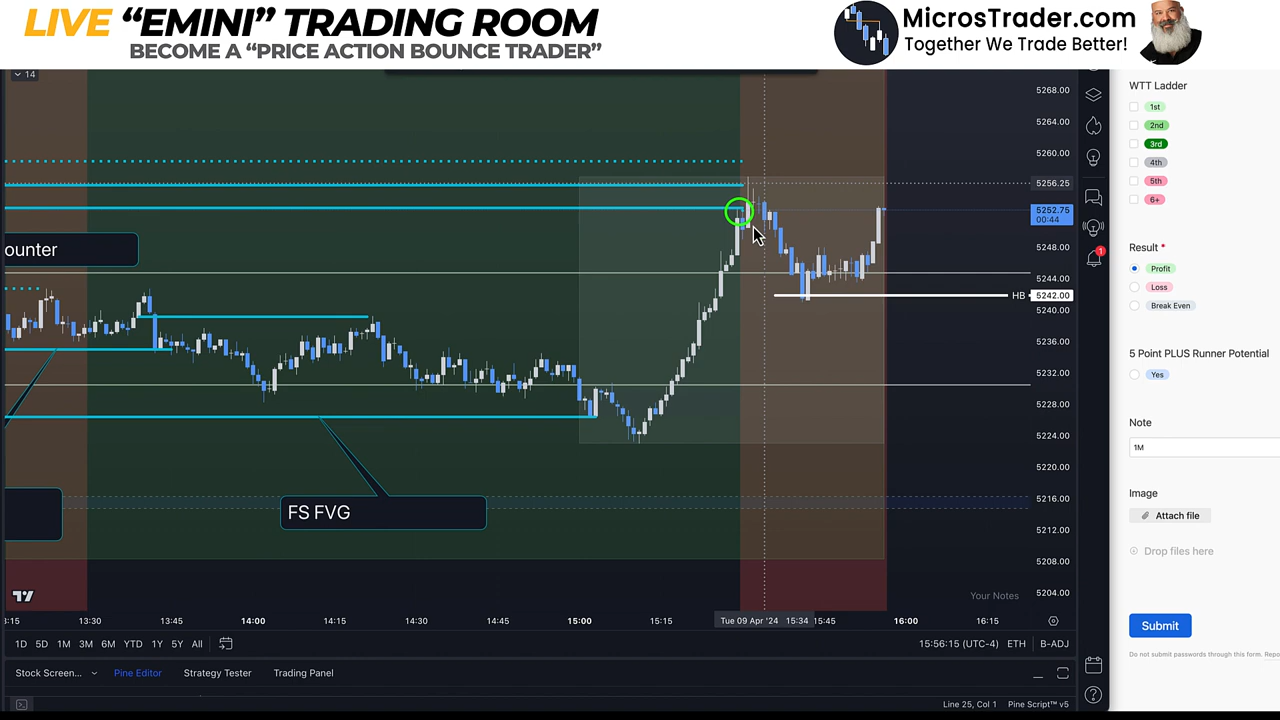 LIVE “EMINI” TRADING ROOM
BECOME A “PRICE ACTION BOUNCE TRADER”
MicrosTrader.com
Together We Trade Better!
14
5268.00
5264.00
5260.00
5256.25
5252.75
00:44
5248.00
5244.00
HB
5242.00
5240.00
5236.00
5232.00
5228.00
5224.00
5220.00
5216.00
5212.00
5208.00
5204.00
ounter
FS FVG
Your Notes
13:30
13:45
14:00
14:15
14:30
14:45
15:00
15:15
Tue 09 Apr '24 15:34
15:45
16:00
16:15
1D 5D 1M 3M 6M YTD 1Y 5Y All
15:56:15 (UTC-4) ETH B-ADJ
Stock Screen... Pine Editor Strategy Tester Trading Panel
Line 25, Col 1 Pine Script™ v5
1
WTT Ladder
1st
2nd
3rd
4th
5th
6+
Result *
Profit
Loss
Break Even
5 Point PLUS Runner Potential
Yes
Note
1M
Image
Attach file
Drop files here
Submit
Do not submit passwords through this form. Repo